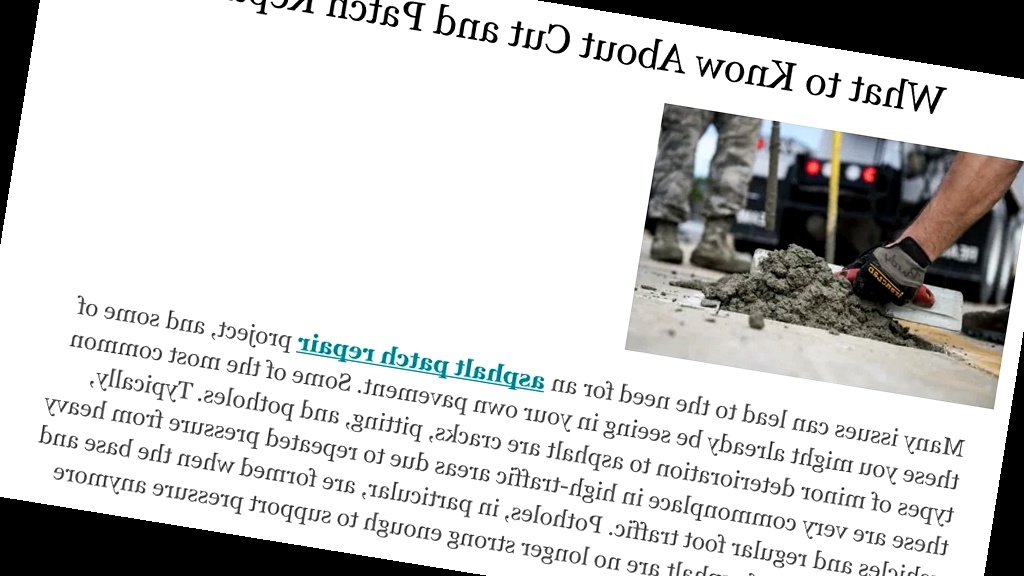 What to Know About Cut and Patch
Many issues can lead to the need for an asphalt patch repair project, and some of
these you might already be seeing in your own pavement. Some of the most common
types of minor deterioration to asphalt are cracks, pitting, and potholes. Typically,
these are very commonplace in high-traffic areas due to repeated pressure from heavy
vehicles and regular foot traffic. Potholes, in particular, are formed when the base and
are no longer strong enough to support pressure anymore